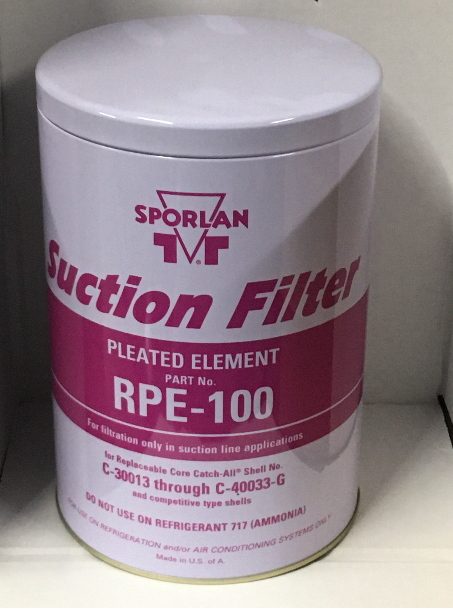 SPORLAN
®
Suction Filter
PLEATED ELEMENT
PART No.
RPE-100
For filtration only in suction line applications
for Replaceable Core Catch-All® Shell No.
C-30013 through C-40033-G
and competitive type shells
DO NOT USE ON REFRIGERANT 717 (AMMONIA)
FOR USE ON REFRIGERATION and/or AIR CONDITIONING SYSTEMS ONLY
Made in U.S. of A.